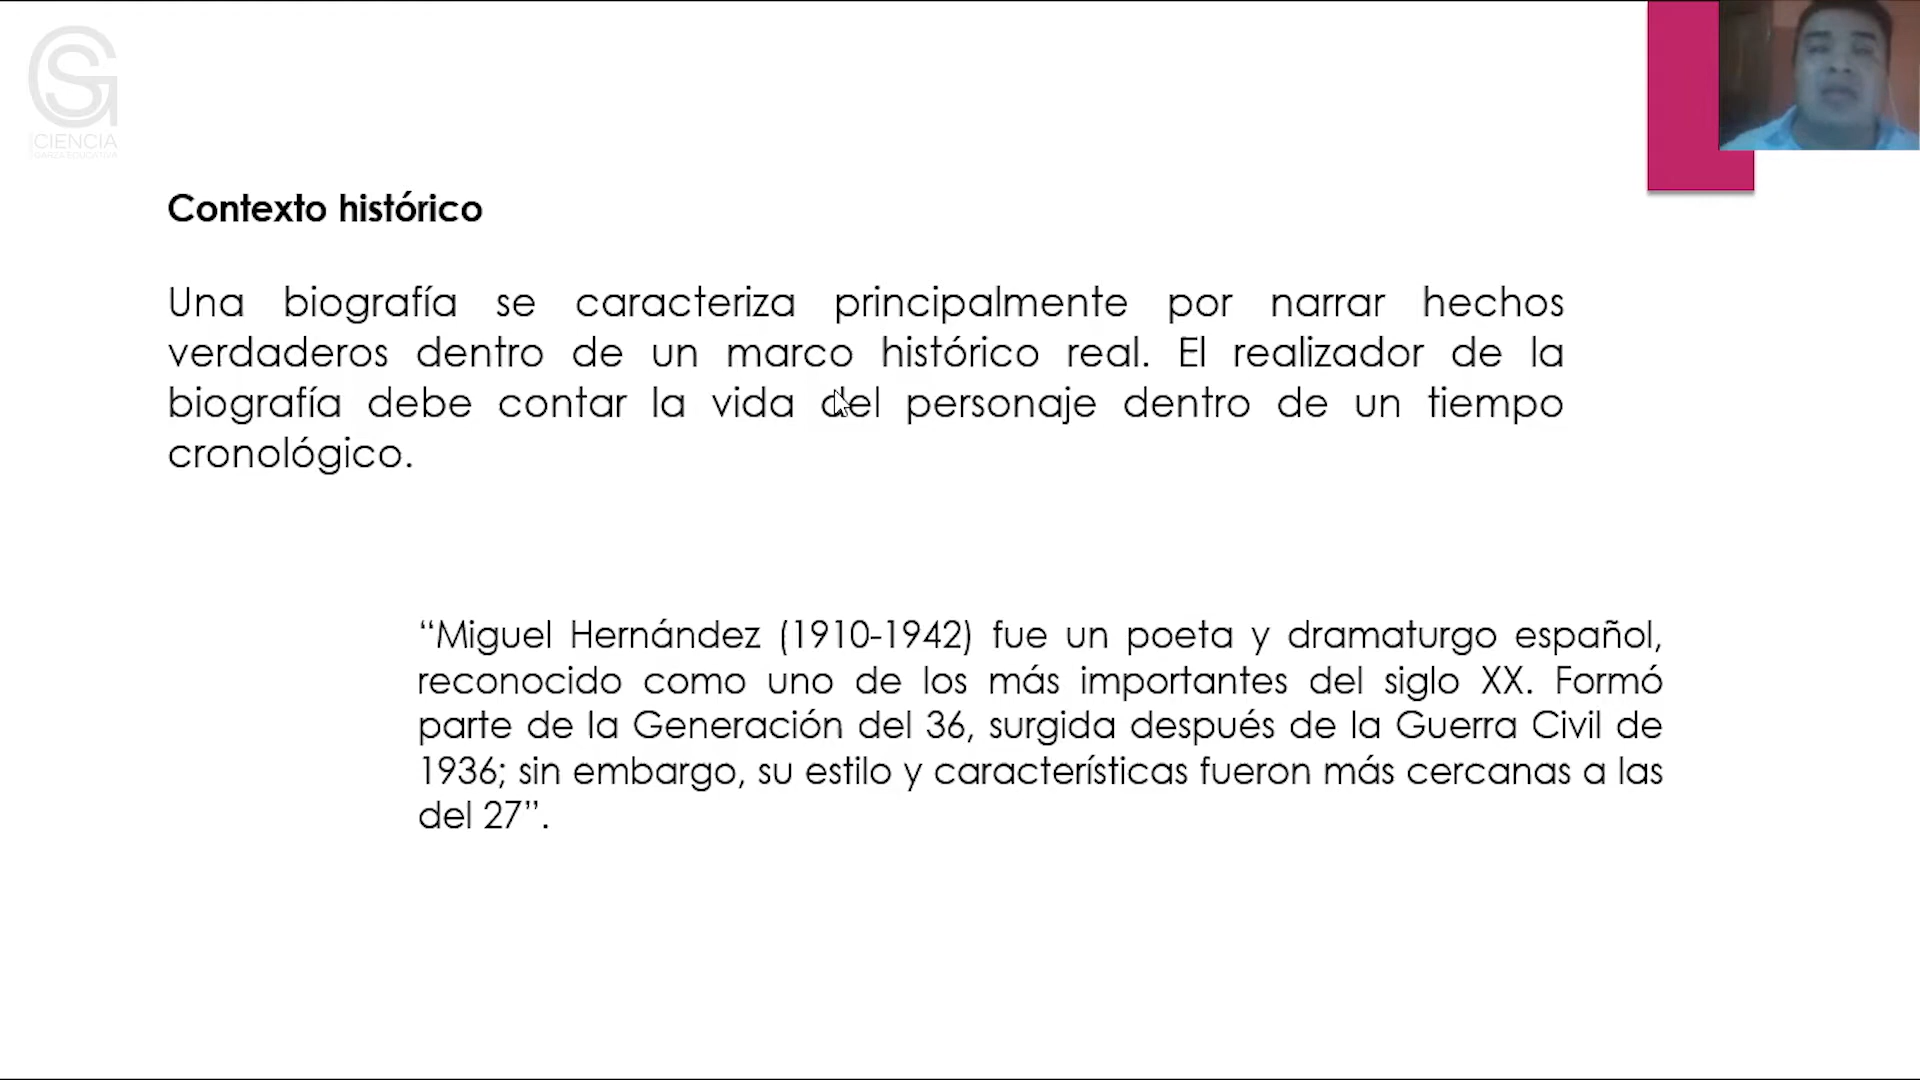 CIENCIA
GARZA EDUCATIVA
Contexto histórico
Una biografía se caracteriza principalmente por narrar hechos
verdaderos dentro de un marco histórico real. El realizador de la
biografía debe contar la vida del personaje dentro de un tiempo
cronológico.
“Miguel Hernández (1910-1942) fue un poeta y dramaturgo español,
reconocido como uno de los más importantes del siglo XX. Formó
parte de la Generación del 36, surgida después de la Guerra Civil de
1936; sin embargo, su estilo y características fueron más cercanas a las
del 27”.